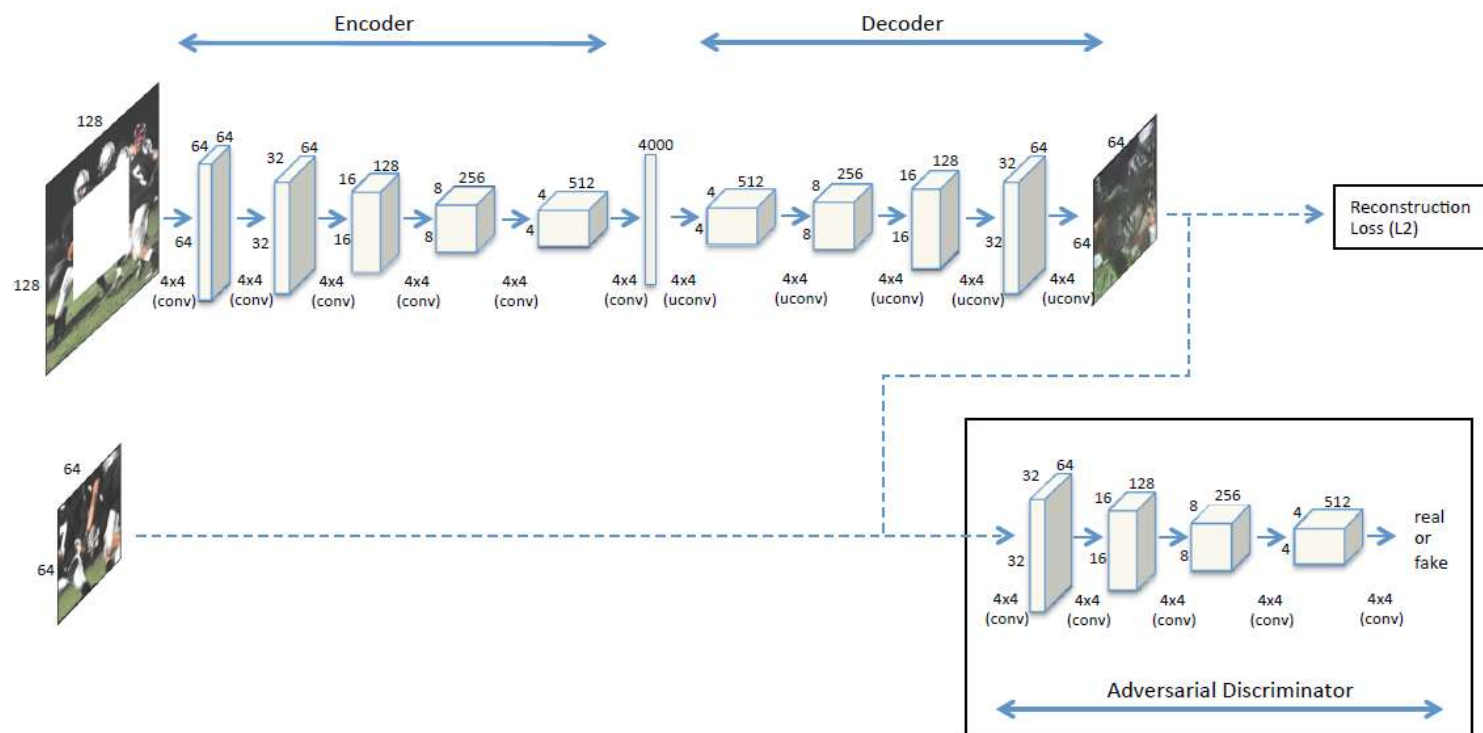 Encoder
Decoder
128
128
64 64
64
4x4
(conv)
32 64
32
4x4
(conv)
16 128
16
4x4
(conv)
8 256
8
4x4
(conv)
4 512
4
4x4
(conv)
4000
4x4
(conv)
4 512
4
4x4
(uconv)
8 256
8
4x4
(uconv)
16 128
16
4x4
(uconv)
32 64
32
4x4
(uconv)
64
64
4x4
(uconv)
Reconstruction
Loss (L2)
64
64
32 64
32
4x4
(conv)
16 128
16
4x4
(conv)
8 256
8
4x4
(conv)
4 512
4
4x4
(conv)
real
or
fake
4x4
(conv)
Adversarial Discriminator